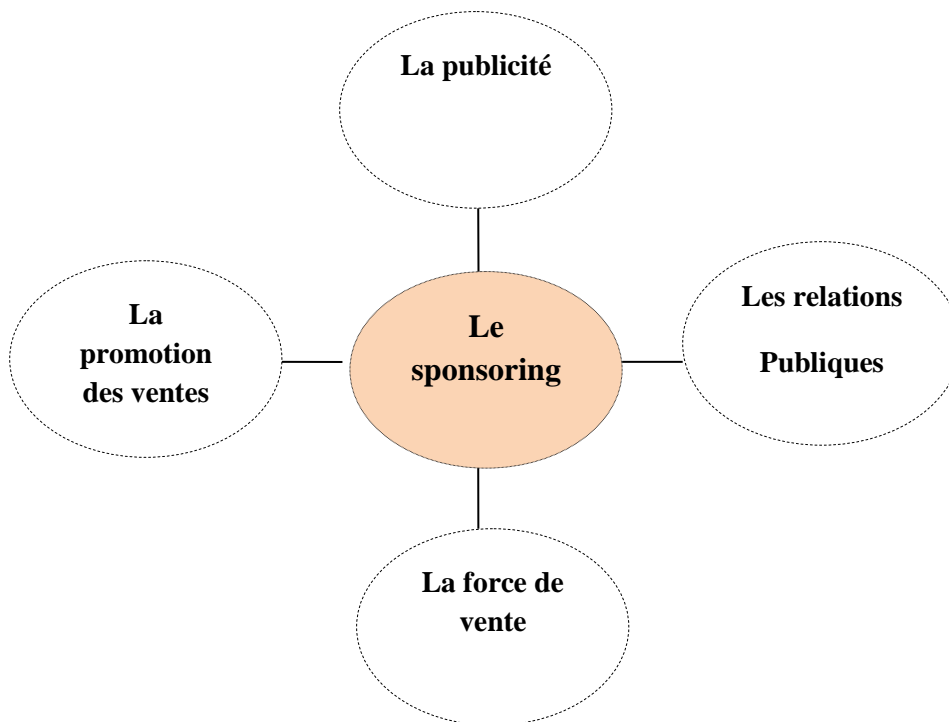 La publicité
La
promotion
des ventes
Le
sponsoring
Les relations
Publiques
La force de
vente